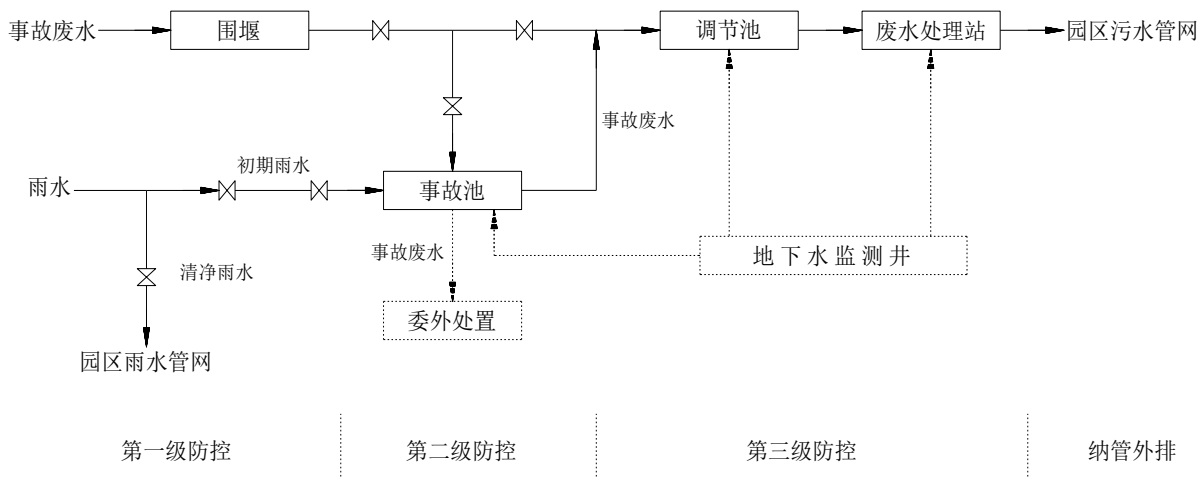 事故废水
围堰
调节池
废水处理站
园区污水管网
事故废水
初期雨水
雨水
事故池
事故废水
地下水监测井
清净雨水
委外处置
园区雨水管网
第一级防控
第二级防控
第三级防控
纳管外排